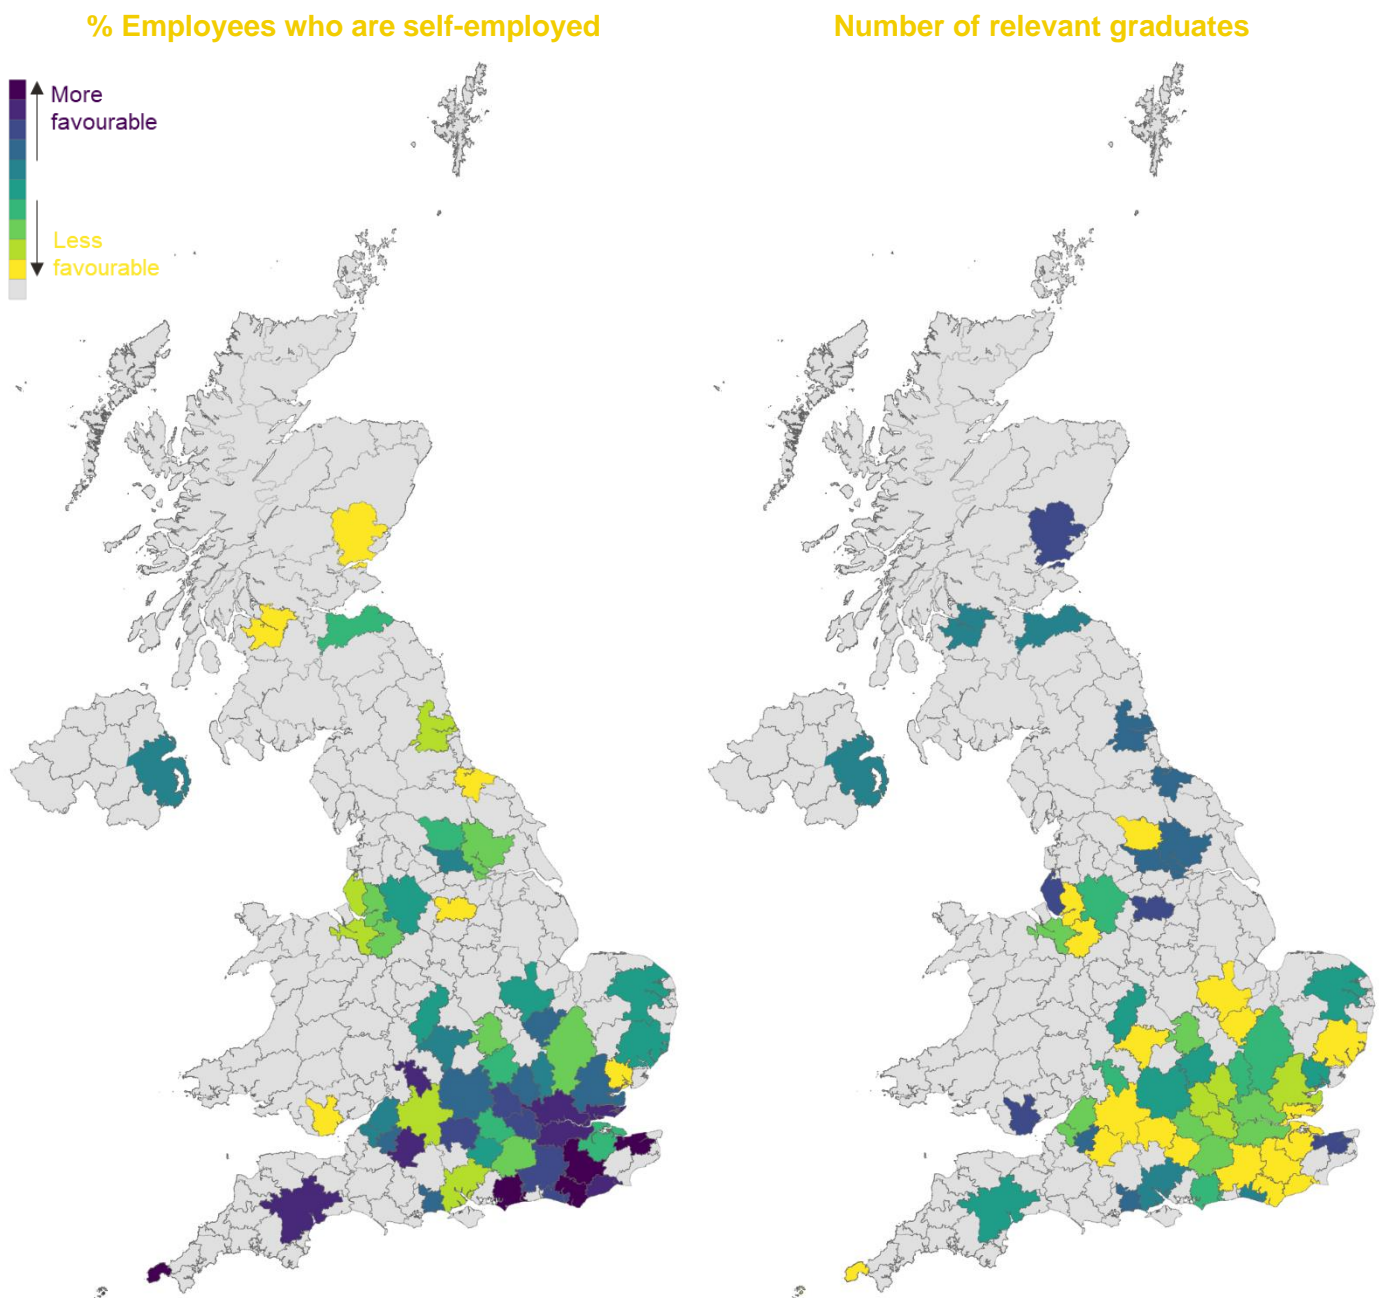 % Employees who are self-employed
Number of relevant graduates
More
favourable
Less
favourable